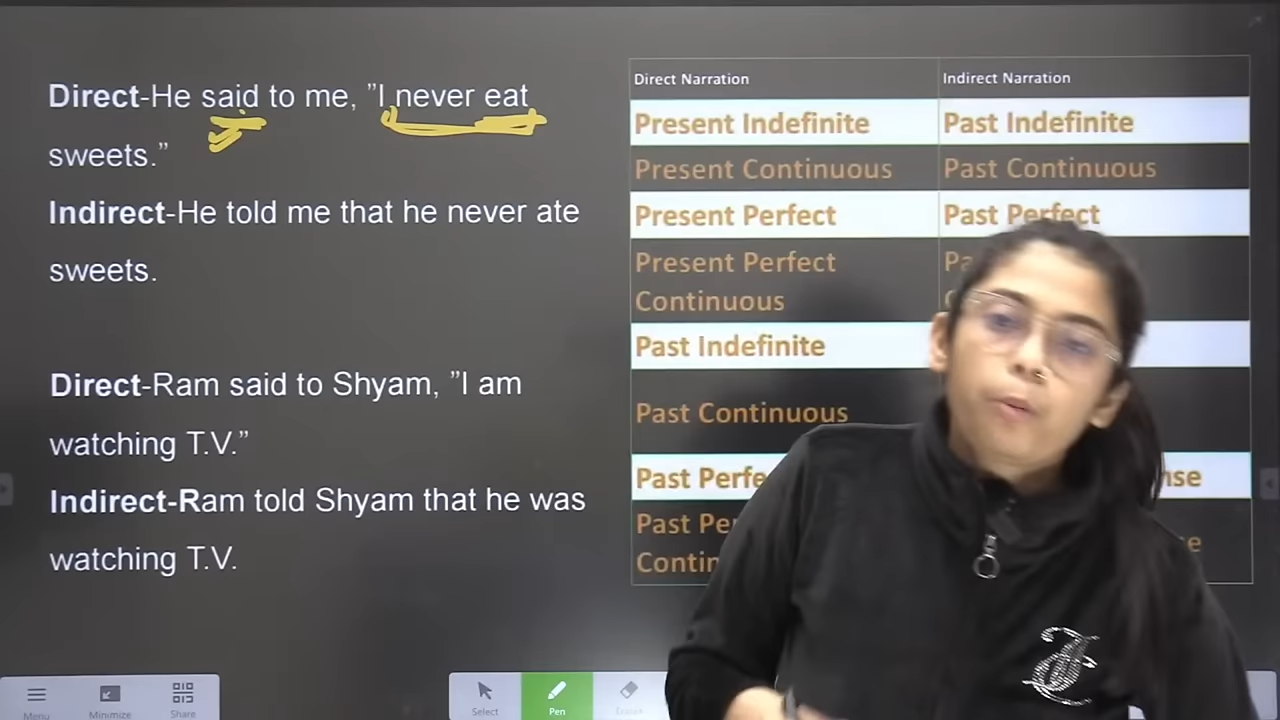 Direct-He said to me, ”I never eat
sweets.”
Indirect-He told me that he never ate
sweets.
Direct-Ram said to Shyam, ”I am
watching T.V.”
Indirect-Ram told Shyam that he was
watching T.V.
Direct Narration Indirect Narration
Present Indefinite Past Indefinite
Present Continuous Past Continuous
Present Perfect Past Perfect
Present Perfect
Continuous
Past Indefinite
Past Continuous
Past
Past
Menu Minimize Share Select Pen Eraser